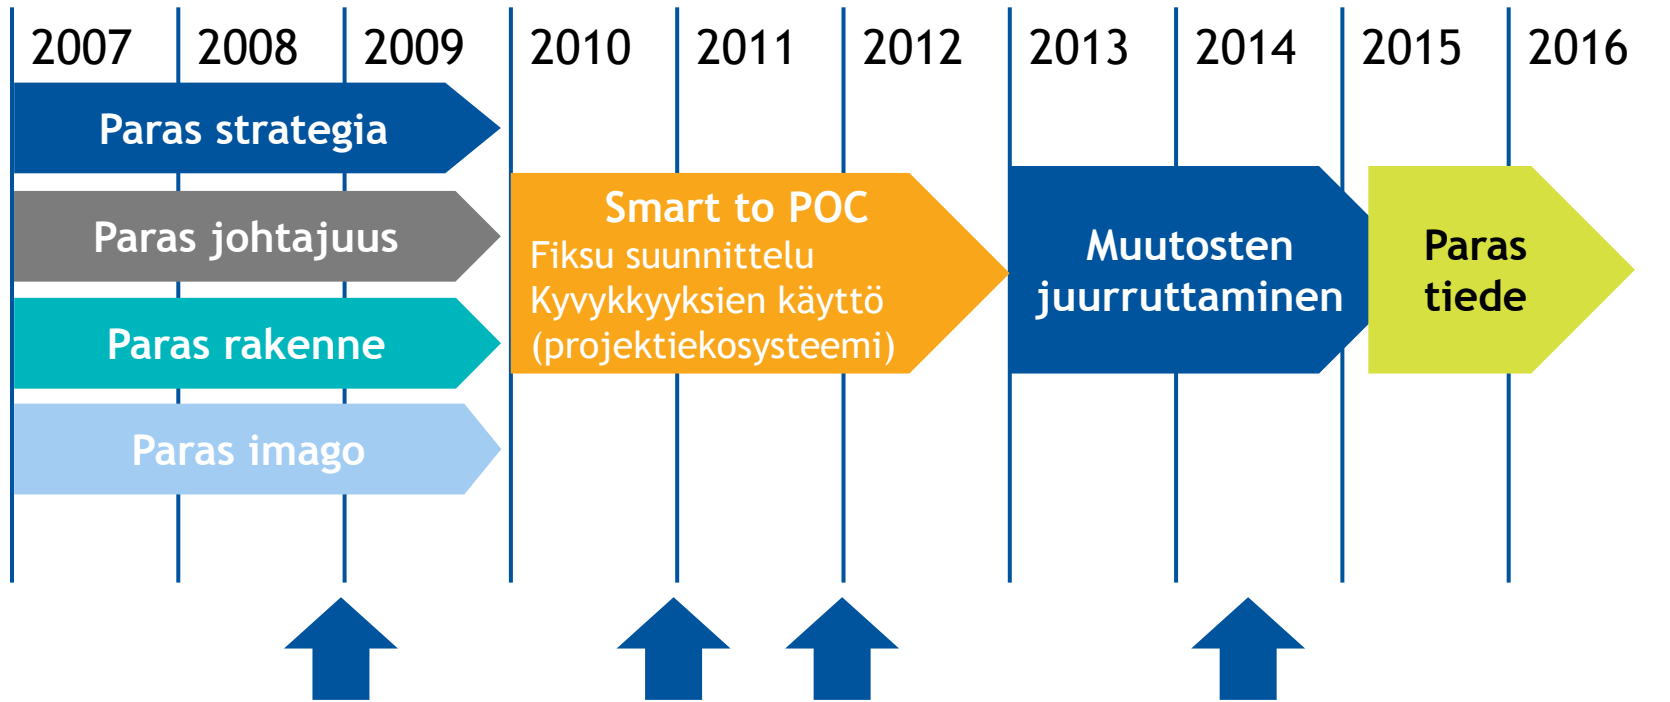 2007 2008 2009 2010 2011 2012 2013 2014 2015 2016
Paras strategia
Paras johtajuus
Paras rakenne
Paras imago
Smart to POC
Fiksu suunnittelu
Kyvykkyyksien käyttö
(projektiekosysteemi)
Muutosten
juurruttaminen
Paras
tiede